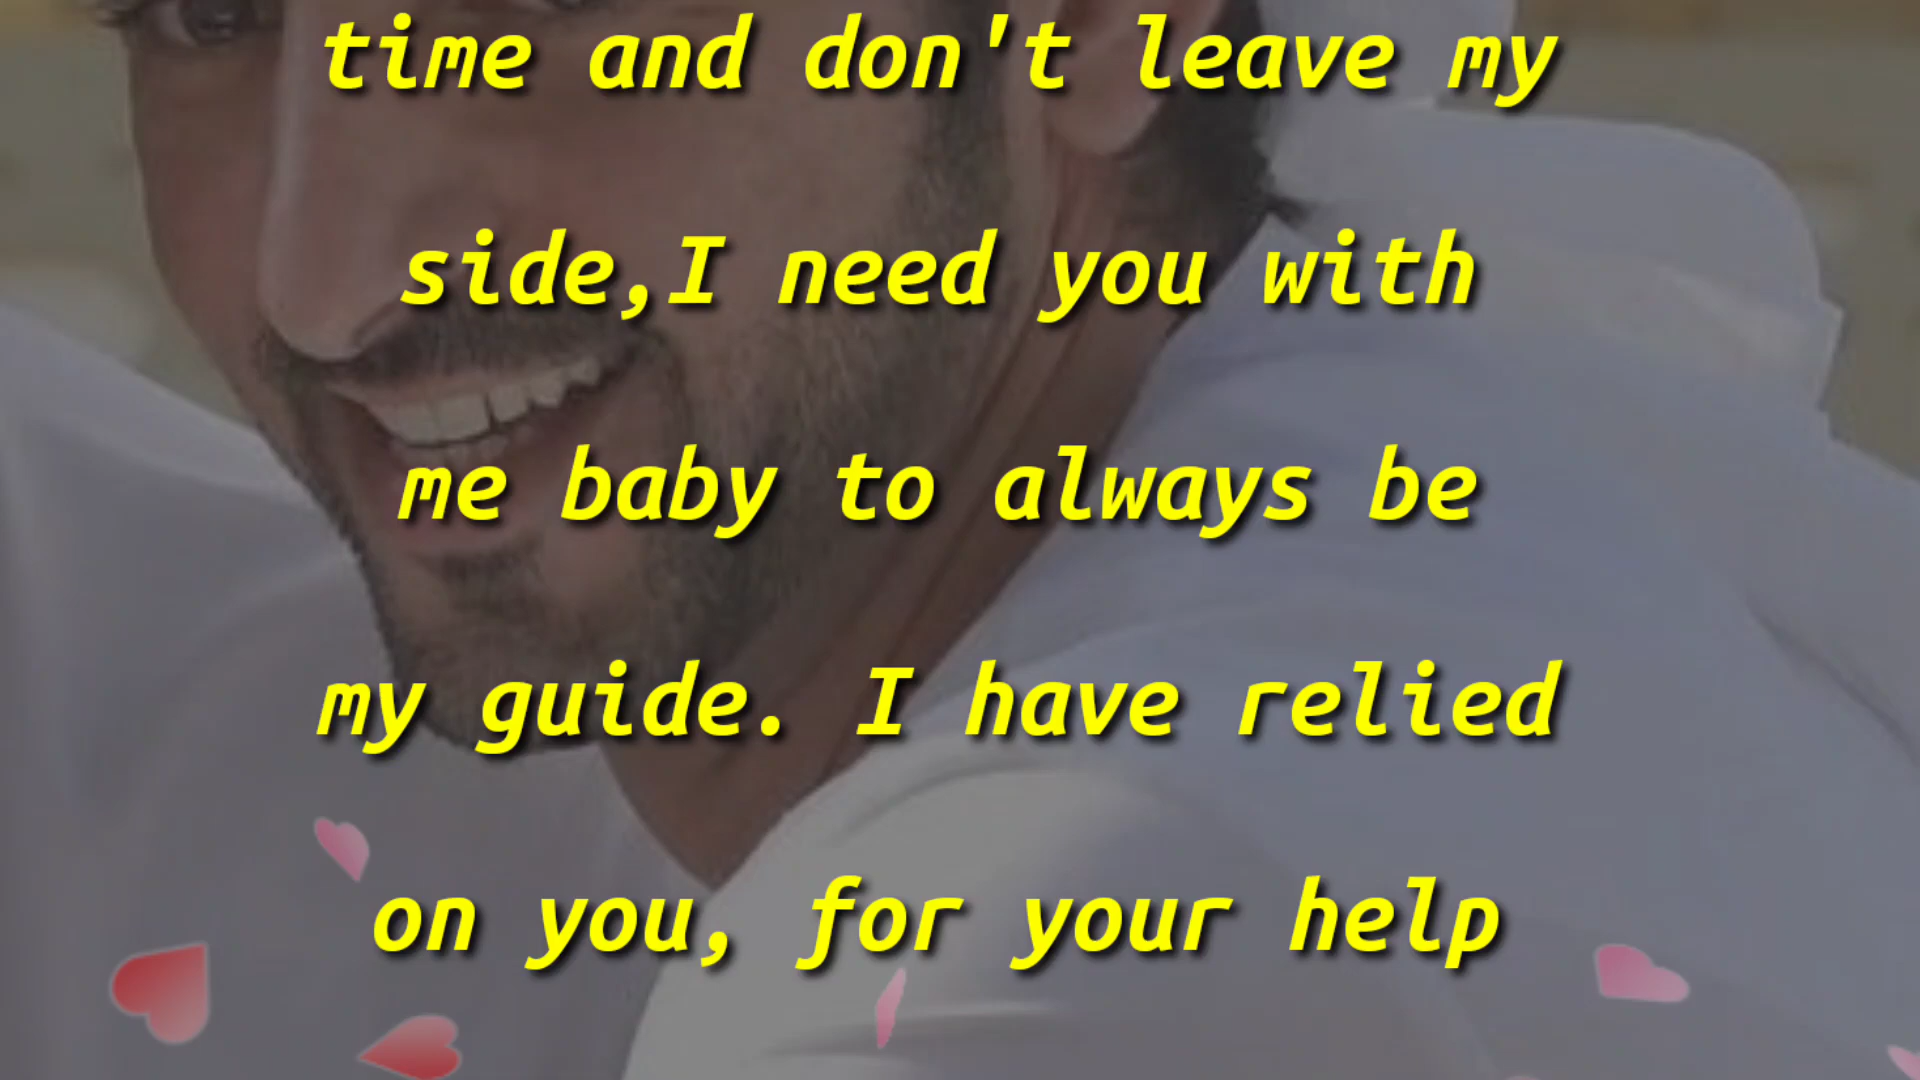 time and don't leave my
side,I need you with
me baby to always be
my guide. I have relied
on you, for your help